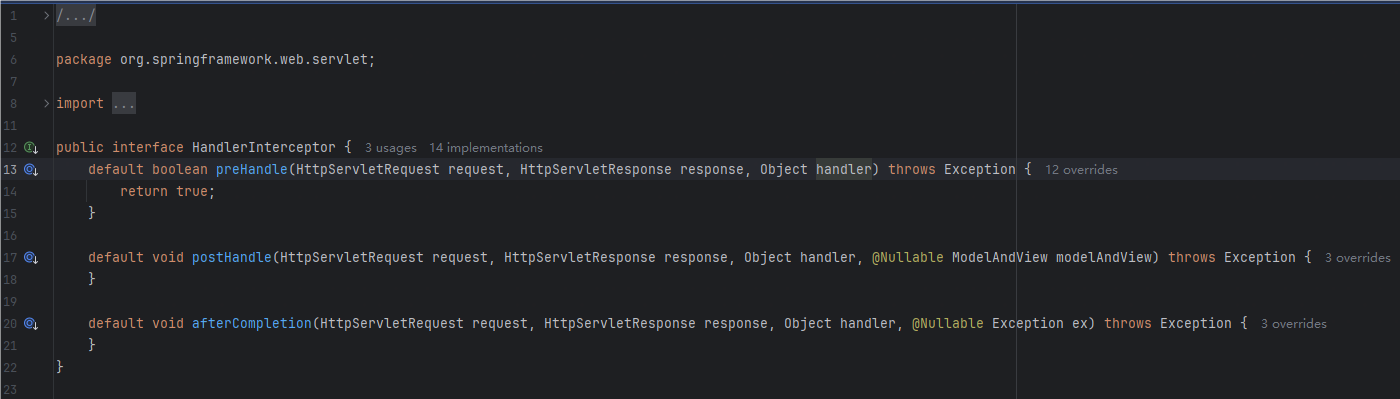 1 /.../
5
6 package org.springframework.web.servlet;
7
8 import ...
11
12 public interface HandlerInterceptor { 3 usages 14 implementations
13 default boolean preHandle(HttpServletRequest request, HttpServletResponse response, Object handler) throws Exception { 12 overrides
14 return true;
15 }
16
17 default void postHandle(HttpServletRequest request, HttpServletResponse response, Object handler, @Nullable ModelAndView modelAndView) throws Exception { 3 overrides
18 }
19
20 default void afterCompletion(HttpServletRequest request, HttpServletResponse response, Object handler, @Nullable Exception ex) throws Exception { 3 overrides
21 }
22 }
23